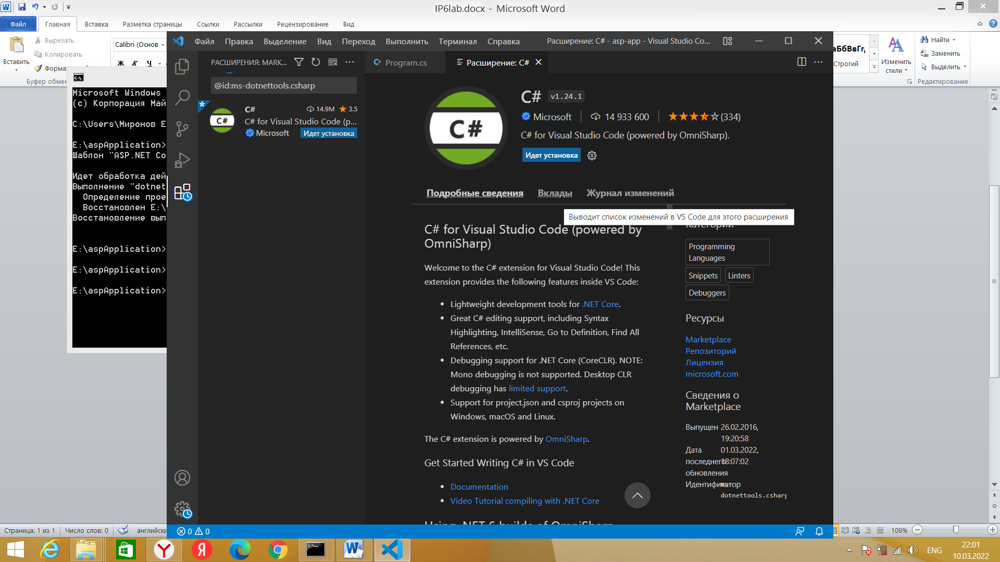 IP6lab.docx - Microsoft Word
Файл
Главная
Вставка
Разметка страницы
Ссылки
Рассылки
Рецензирование
Вид
Вставить
Вырезать
Копировать
Calibri (Основ
Ж К Ч
Буфер обмен
Строгий
Изменить стили
Найти
Заменить
Выделить
Редактирование
Microsoft Windows
(c) Корпорация Май
C:\Users\Миронов Е
E:\aspApplication>
Шаблон "ASP.NET Co
Идет обработка дей
Выполнение "dotnet
Определение прое
Восстановлен E:\
Восстановление вып
E:\aspApplication>
E:\aspApplication>
E:\aspApplication>
Файл Правка Выделение Вид Переход Выполнить Терминал Справка
Расширение: C# - asp-app - Visual Studio Co...
РАСШИРЕНИЯ: MARK...
@id:ms-dotnettools.csharp
C#
C#
14.9M
3.5
C# for Visual Studio Code (p...
Microsoft
Идет установка
Program.cs
Расширение: C#
C#
C#
v1.24.1
Microsoft
14 933 600
(334)
C# for Visual Studio Code (powered by OmniSharp).
Идет установка
Подробные сведения
Вклады
Журнал изменений
Выводит список изменений в VS Code для этого расширения
C# for Visual Studio Code (powered by
OmniSharp)
Welcome to the C# extension for Visual Studio Code! This
extension provides the following features inside VS Code:
• Lightweight development tools for .NET Core.
• Great C# editing support, including Syntax
Highlighting, IntelliSense, Go to Definition, Find All
References, etc.
• Debugging support for .NET Core (CoreCLR). NOTE:
Mono debugging is not supported. Desktop CLR
debugging has limited support.
• Support for project.json and csproj projects on
Windows, macOS and Linux.
The C# extension is powered by OmniSharp.
Get Started Writing C# in VS Code
• Documentation
• Video Tutorial compiling with .NET Core
Using .NET 6 builds of OmniSharp
Категории
Programming
Languages
Snippets
Linters
Debuggers
Ресурсы
Marketplace
Репозиторий
Лицензия
microsoft.com
Сведения о
Marketplace
Выпущен 26.02.2016,
19:20:58
Дата 01.03.2022,
последнего 18:07:02
обновления
Идентификатор
dotnettools.csharp
0 0
Страница: 1 из 1
Число слов: 0
английски
109%
ENG
22:01
10.03.2022